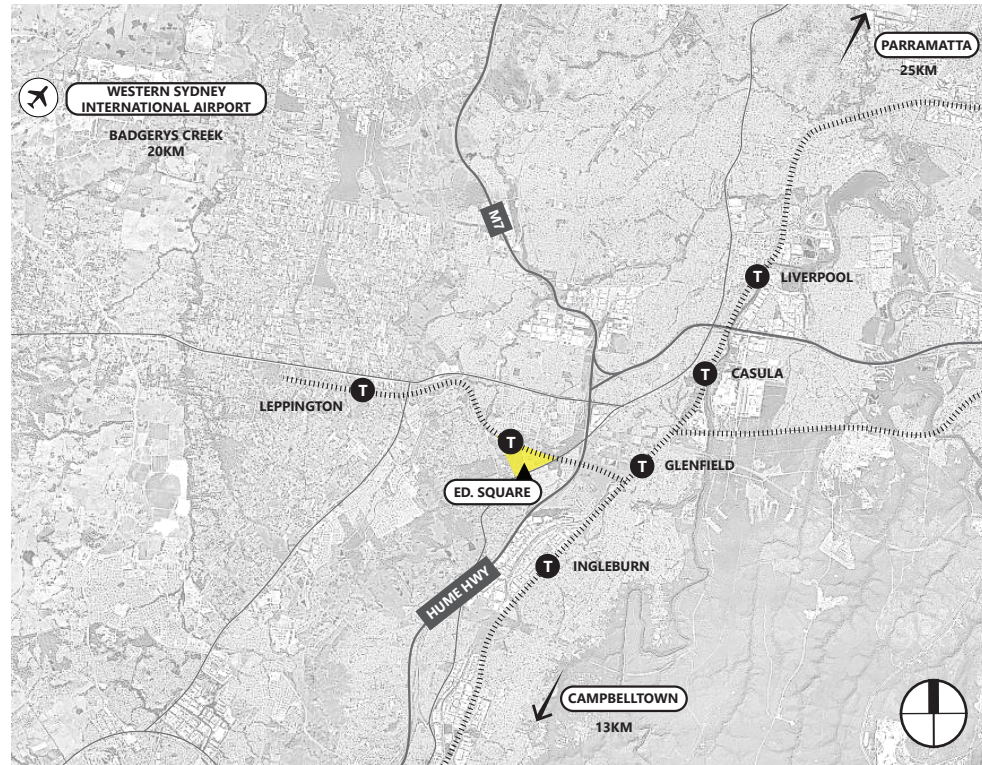 PARRAMATTA
25KM
WESTERN SYDNEY
INTERNATIONAL AIRPORT
BADGERYS CREEK
20KM
M7
T LIVERPOOL
T CASULA
T
LEPPINGTON
T
T GLENFIELD
ED. SQUARE
T INGLEBURN
HUME HWY
CAMPBELLTOWN
13KM